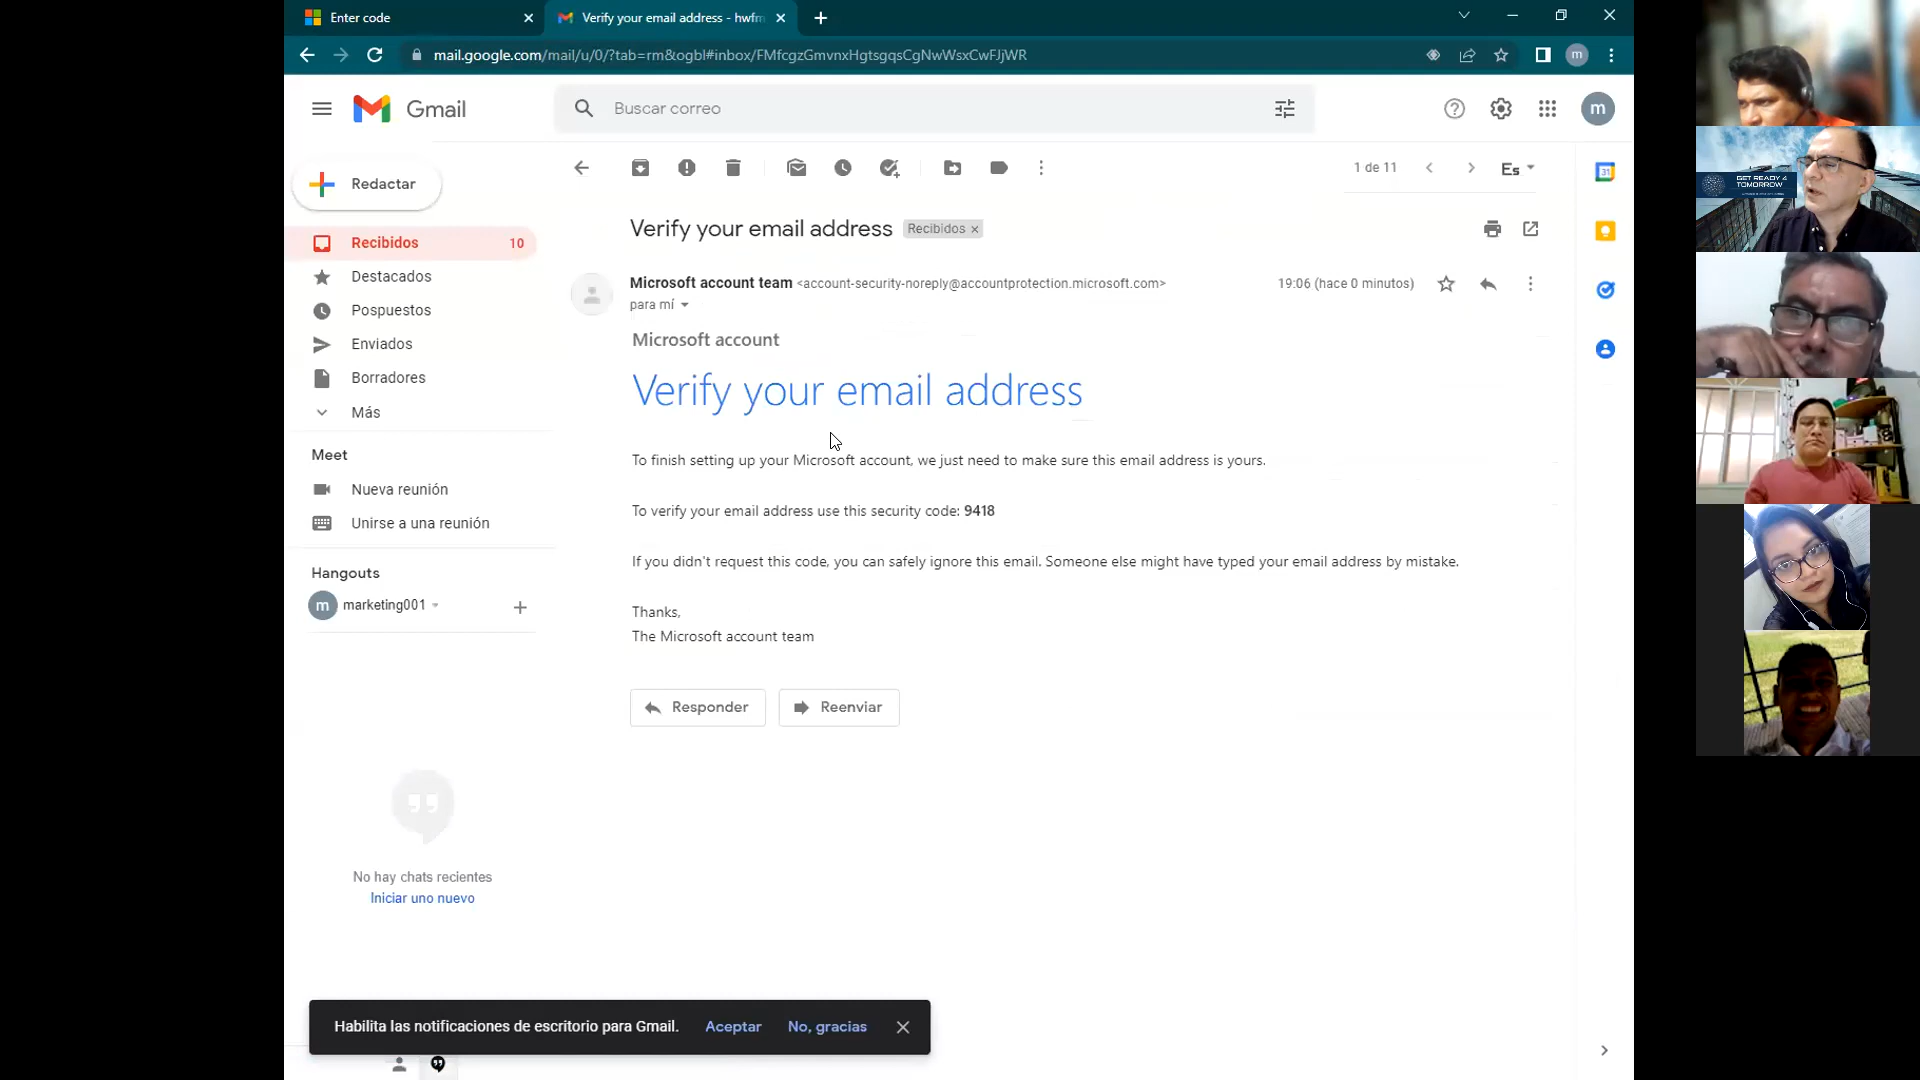 Enter code
Verify your email address - hwfm
mail.google.com/mail/u/0/?tab=rm&ogbl#inbox/FMfcgzGmvnxHgtsgqsCgNwWsxCwFJjWR
m
Gmail
Buscar correo
m
Redactar
1 de 11
Es
31
Recibidos
10
Destacados
Pospuestos
Enviados
Borradores
Más
Meet
Nueva reunión
Unirse a una reunión
Hangouts
m
marketing001
No hay chats recientes
Iniciar uno nuevo
Verify your email address
Recibidos ×
Microsoft account team <account-security-noreply@accountprotection.microsoft.com>
19:06 (hace 0 minutos)
para mí
Microsoft account
Verify your email address
To finish setting up your Microsoft account, we just need to make sure this email address is yours.
To verify your email address use this security code: 9418
If you didn't request this code, you can safely ignore this email. Someone else might have typed your email address by mistake.
Thanks,
The Microsoft account team
Responder
Reenviar
Habilita las notificaciones de escritorio para Gmail.
Aceptar
No, gracias
GET READY 4
TOMORROW